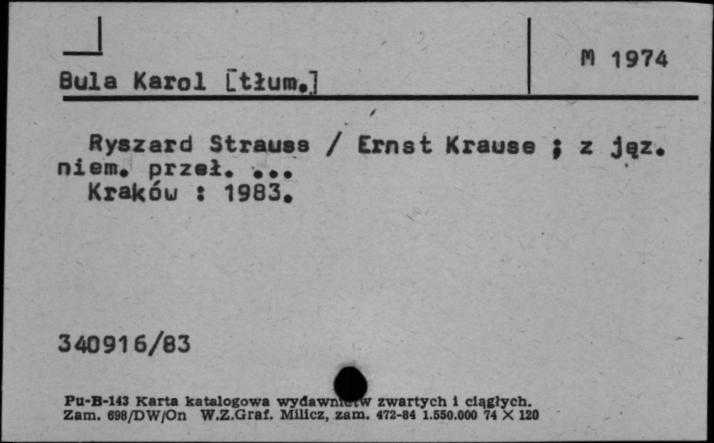 M 1974
Bula Karol [tłum.]
Ryszard Strauss / Ernst Krause ; z jęz.
niem. przeł. ...
Kraków : 1983.
340916/83
Pu-B-143 Karta katalogowa wydawnictw zwartych i ciągłych.
Zam. 698/DW/On W.Z.Graf. Milicz, zam. 472-84 1.550.000 74 X 120